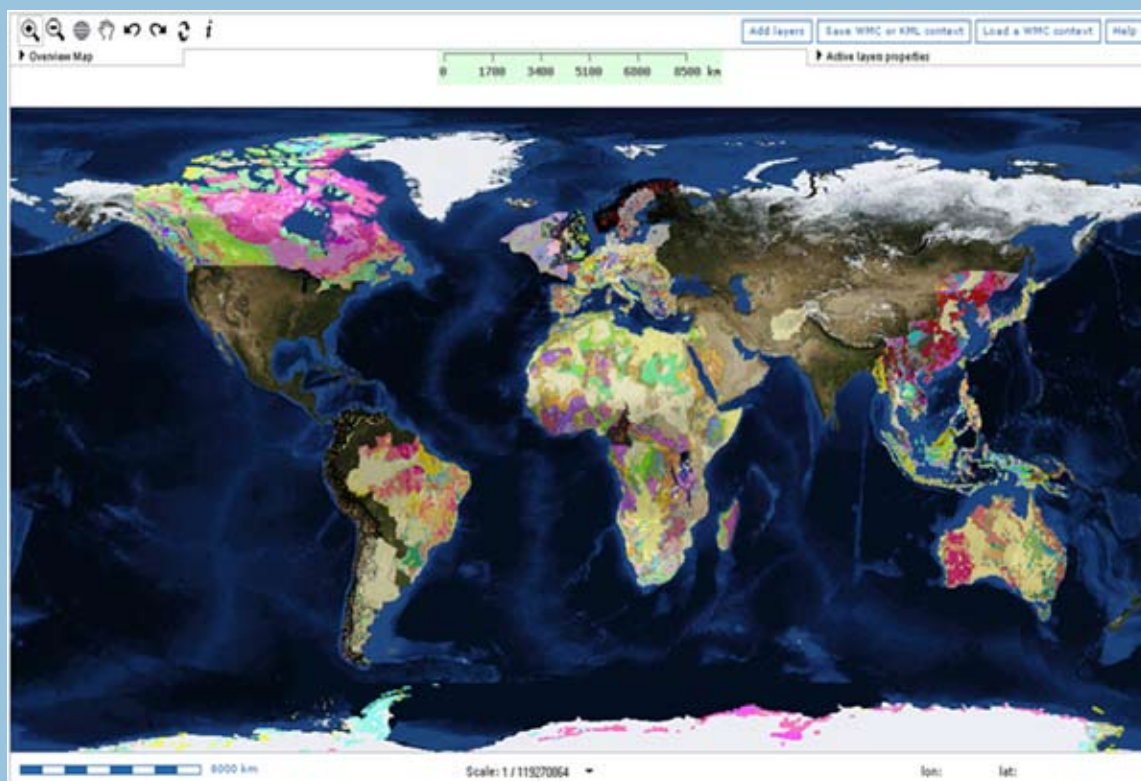 i
Add layers Save WMC or KML context Load a WMC context Help
Overview Map
Active layers properties
0 1700 3400 5100 6800 8500 km
6000 km
Scale: 1 / 119270064
lon: lat: